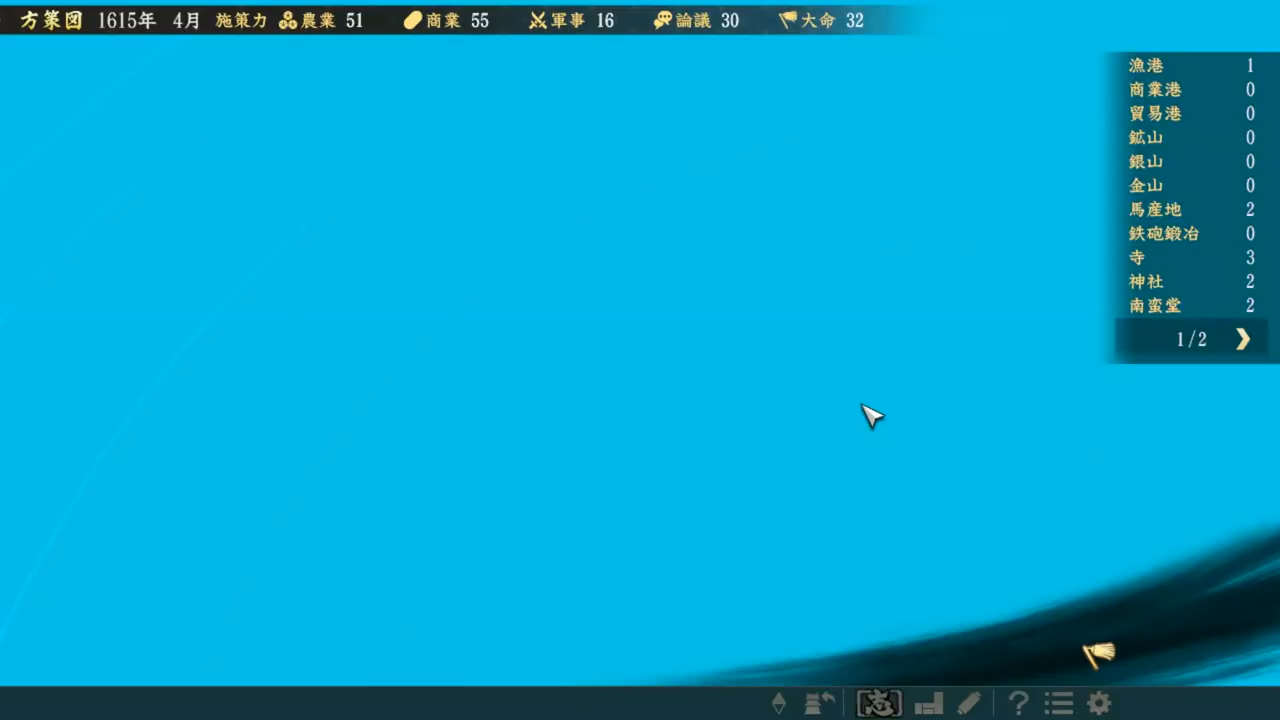 方策図 1615年 4月 施策力 農業 51 商業 55 軍事 16 論議 30 大命 32
漁港 1
商業港 0
貿易港 0
鉱山 0
銀山 0
金山 0
馬産地 2
鉄砲鍛冶 0
寺 3
神社 2
南蛮堂 2
1/2
志 ?